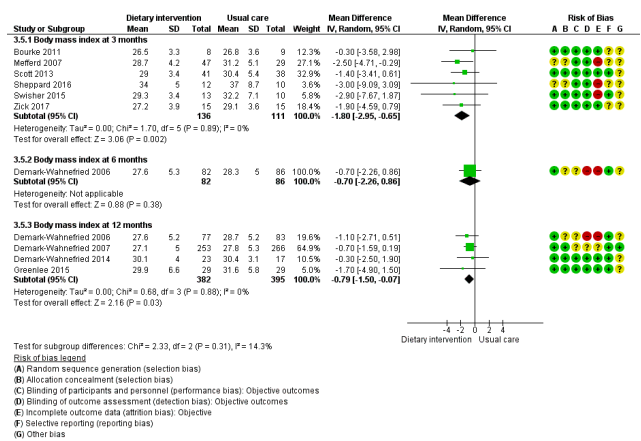 Dietary intervention Usual care Mean Difference Mean Difference Risk of Bias
Study or Subgroup Mean SD Total Mean SD Total Weight IV, Random, 95% CI IV, Random, 95% CI A B C D E F G
3.5.1 Body mass index at 3 months
Bourke 2011 26.5 3.3 8 26.8 3.6 9 12.3% -0.30 [-3.58, 2.98] + + + + + ? ?
Mefferd 2007 28.7 4.2 47 31.2 5.1 29 27.1% -2.50 [-4.71, -0.29] ? ? + + - ? ?
Scott 2013 29 3.4 41 30.4 5.4 38 -1.40 [-3.41, 0.61]
Sheppard 2016 34 5 12 37 8.7 10 -3.00 [-9.09, 3.09]
Swisher 2015 29.3 3.4 13 32.2 7.1 10 -2.90 [-7.67, 1.87]
Zick 2017 27.2 3.9 15 29.1 3.6 15 -1.90 [-4.59, 0.79]
Subtotal (95% CI) 136 111 100.0% -1.80 [-2.95, -0.65]
Heterogeneity: Tau² = 0.00; Chi² = 1.70, df = 5 (P = 0.89); I² = 0%
Test for overall effect: Z = 3.06 (P = 0.002)
3.5.2 Body mass index at 6 months
Demark-Wahnefried 2006 27.6 5.3 82 28.3 5 86 100.0% -0.70 [-2.26, 0.86] + ? ? - - + ?
Subtotal (95% CI) 82 86 100.0% -0.70 [-2.26, 0.86]
Heterogeneity: Not applicable
Test for overall effect: Z = 0.88 (P = 0.38)
3.5.3 Body mass index at 12 months
Demark-Wahnefried 2006 27.6 5.2 77 28.7 5.2 83 19.6% -1.10 [-2.71, 0.51] + ? ? - - + ?
Demark-Wahnefried 2007 27.1 5 253 27.8 5.3 266 64.9% -0.70 [-1.59, 0.19]
Demark-Wahnefried 2014 30.1 4 23 30.4 3.1 17 -0.30 [-2.50, 1.90]
Greenlee 2015 29.9 6.6 29 31.6 5.8 29 -1.70 [-4.90, 1.50]
Subtotal (95% CI) 382 395 100.0% -0.79 [-1.50, -0.07]
Heterogeneity: Tau² = 0.00; Chi² = 0.68, df = 3 (P = 0.88); I² = 0%
Test for overall effect: Z = 2.16 (P = 0.03)
-4 -2 0 2 4
Dietary intervention Usual care
Test for subgroup differences: Chi² = 2.33, df = 2 (P = 0.31), I² = 14.3%
Risk of bias legend
(A) Random sequence generation (selection bias)
(B) Allocation concealment (selection bias)
(C) Blinding of participants and personnel (performance bias): Objective outcomes
(D) Blinding of outcome assessment (detection bias): Objective outcomes
(E) Incomplete outcome data (attrition bias): Objective
(F) Selective reporting (reporting bias)
(G) Other bias